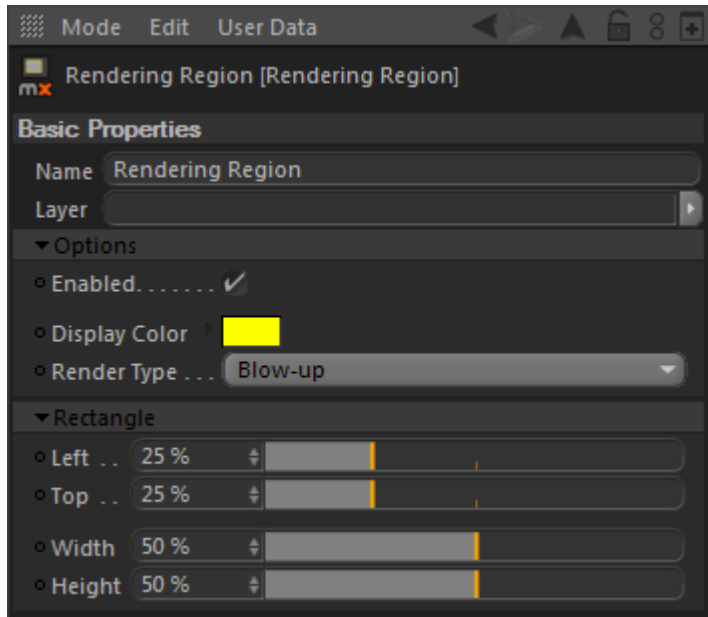 Mode Edit User Data
mx Rendering Region [Rendering Region]
Basic Properties
Name Rendering Region
Layer
Options
Enabled.......
Display Color
Render Type.... Blow-up
Rectangle
Left .. 25 %
Top .. 25 %
Width 50 %
Height 50 %